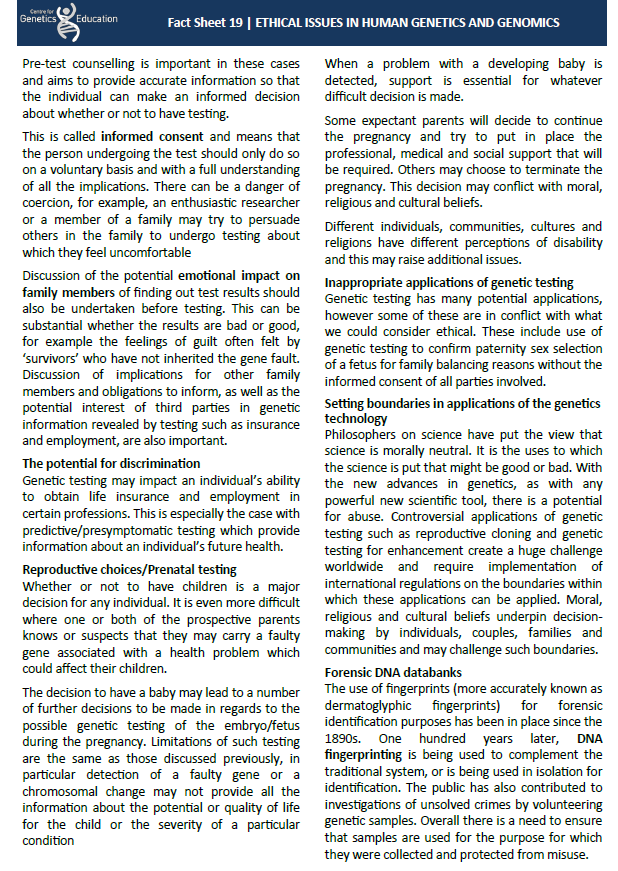 Centre for
Genetics Education
Fact Sheet 19 | ETHICAL ISSUES IN HUMAN GENETICS AND GENOMICS
Pre-test counselling is important in these cases
and aims to provide accurate information so that
the individual can make an informed decision
about whether or not to have testing.
This is called informed consent and means that
the person undergoing the test should only do so
on a voluntary basis and with a full understanding
of all the implications. There can be a danger of
coercion, for example, an enthusiastic researcher
or a member of a family may try to persuade
others in the family to undergo testing about
which they feel uncomfortable
Discussion of the potential emotional impact on
family members of finding out test results should
also be undertaken before testing. This can be
substantial whether the results are bad or good,
for example the feelings of guilt often felt by
‘survivors’ who have not inherited the gene fault.
Discussion of implications for other family
members and obligations to inform, as well as the
potential interest of third parties in genetic
information revealed by testing such as insurance
and employment, are also important.
The potential for discrimination
Genetic testing may impact an individual’s ability
to obtain life insurance and employment in
certain professions. This is especially the case with
predictive/presymptomatic testing which provide
information about an individual’s future health.
Reproductive choices/Prenatal testing
Whether or not to have children is a major
decision for any individual. It is even more difficult
where one or both of the prospective parents
knows or suspects that they may carry a faulty
gene associated with a health problem which
could affect their children.
The decision to have a baby may lead to a number
of further decisions to be made in regards to the
possible genetic testing of the embryo/fetus
during the pregnancy. Limitations of such testing
are the same as those discussed previously, in
particular detection of a faulty gene or a
chromosomal change may not provide all the
information about the potential or quality of life
for the child or the severity of a particular
condition
When a problem with a developing baby is
detected, support is essential for whatever
difficult decision is made.
Some expectant parents will decide to continue
the pregnancy and try to put in place the
professional, medical and social support that will
be required. Others may choose to terminate the
pregnancy. This decision may conflict with moral,
religious and cultural beliefs.
Different individuals, communities, cultures and
religions have different perceptions of disability
and this may raise additional issues.
Inappropriate applications of genetic testing
Genetic testing has many potential applications,
however some of these are in conflict with what
we could consider ethical. These include use of
genetic testing to confirm paternity sex selection
of a fetus for family balancing reasons without the
informed consent of all parties involved.
Setting boundaries in applications of the genetics
technology
Philosophers on science have put the view that
science is morally neutral. It is the uses to which
the science is put that might be good or bad. With
the new advances in genetics, as with any
powerful new scientific tool, there is a potential
for abuse. Controversial applications of genetic
testing such as reproductive cloning and genetic
testing for enhancement create a huge challenge
worldwide and require implementation of
international regulations on the boundaries within
which these applications can be applied. Moral,
religious and cultural beliefs underpin decision-
making by individuals, couples, families and
communities and may challenge such boundaries.
Forensic DNA databanks
The use of fingerprints (more accurately known as
dermatoglyphic fingerprints) for forensic
identification purposes has been in place since the
1890s. One hundred years later, DNA
fingerprinting is being used to complement the
traditional system, or is being used in isolation for
identification. The public has also contributed to
investigations of unsolved crimes by volunteering
genetic samples. Overall there is a need to ensure
that samples are used for the purpose for which
they were collected and protected from misuse.